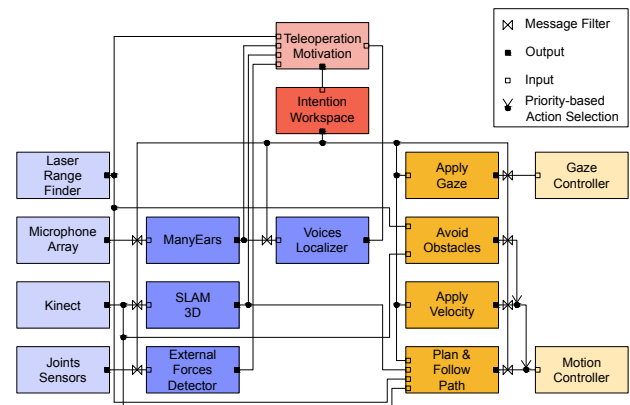 Teleoperation
Motivation
Message Filter
Output
Input
Priority-based
Action Selection
Intention
Workspace
Laser
Range
Finder
Apply
Gaze
Gaze
Controller
Microphone
Array
ManyEars
Voices
Localizer
Avoid
Obstacles
Kinect
SLAM
3D
Apply
Velocity
Joints
Sensors
External
Forces
Detector
Plan &
Follow
Path
Motion
Controller